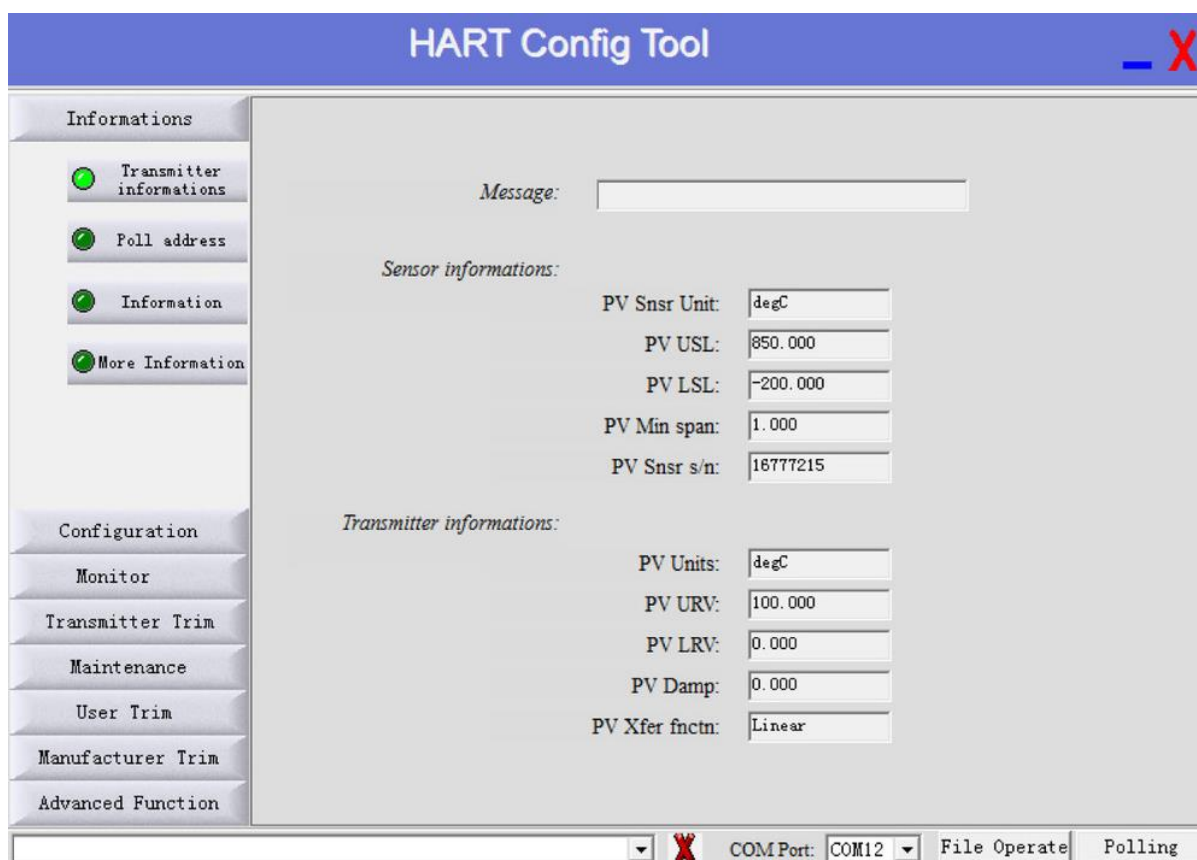 HART Config Tool
Informations
Transmitter
informations
Poll address
Information
More Information
Configuration
Monitor
Transmitter Trim
Maintenance
User Trim
Manufacturer Trim
Advanced Function
Message:
Sensor informations:
PV Snsr Unit: degC
PV USL: 850.000
PV LSL: -200.000
PV Min span: 1.000
PV Snsr s/n: 16777215
Transmitter informations:
PV Units: degC
PV URV: 100.000
PV LRV: 0.000
PV Damp: 0.000
PV Xfer fnctn: Linear
COM Port: COM12 File Operate Polling